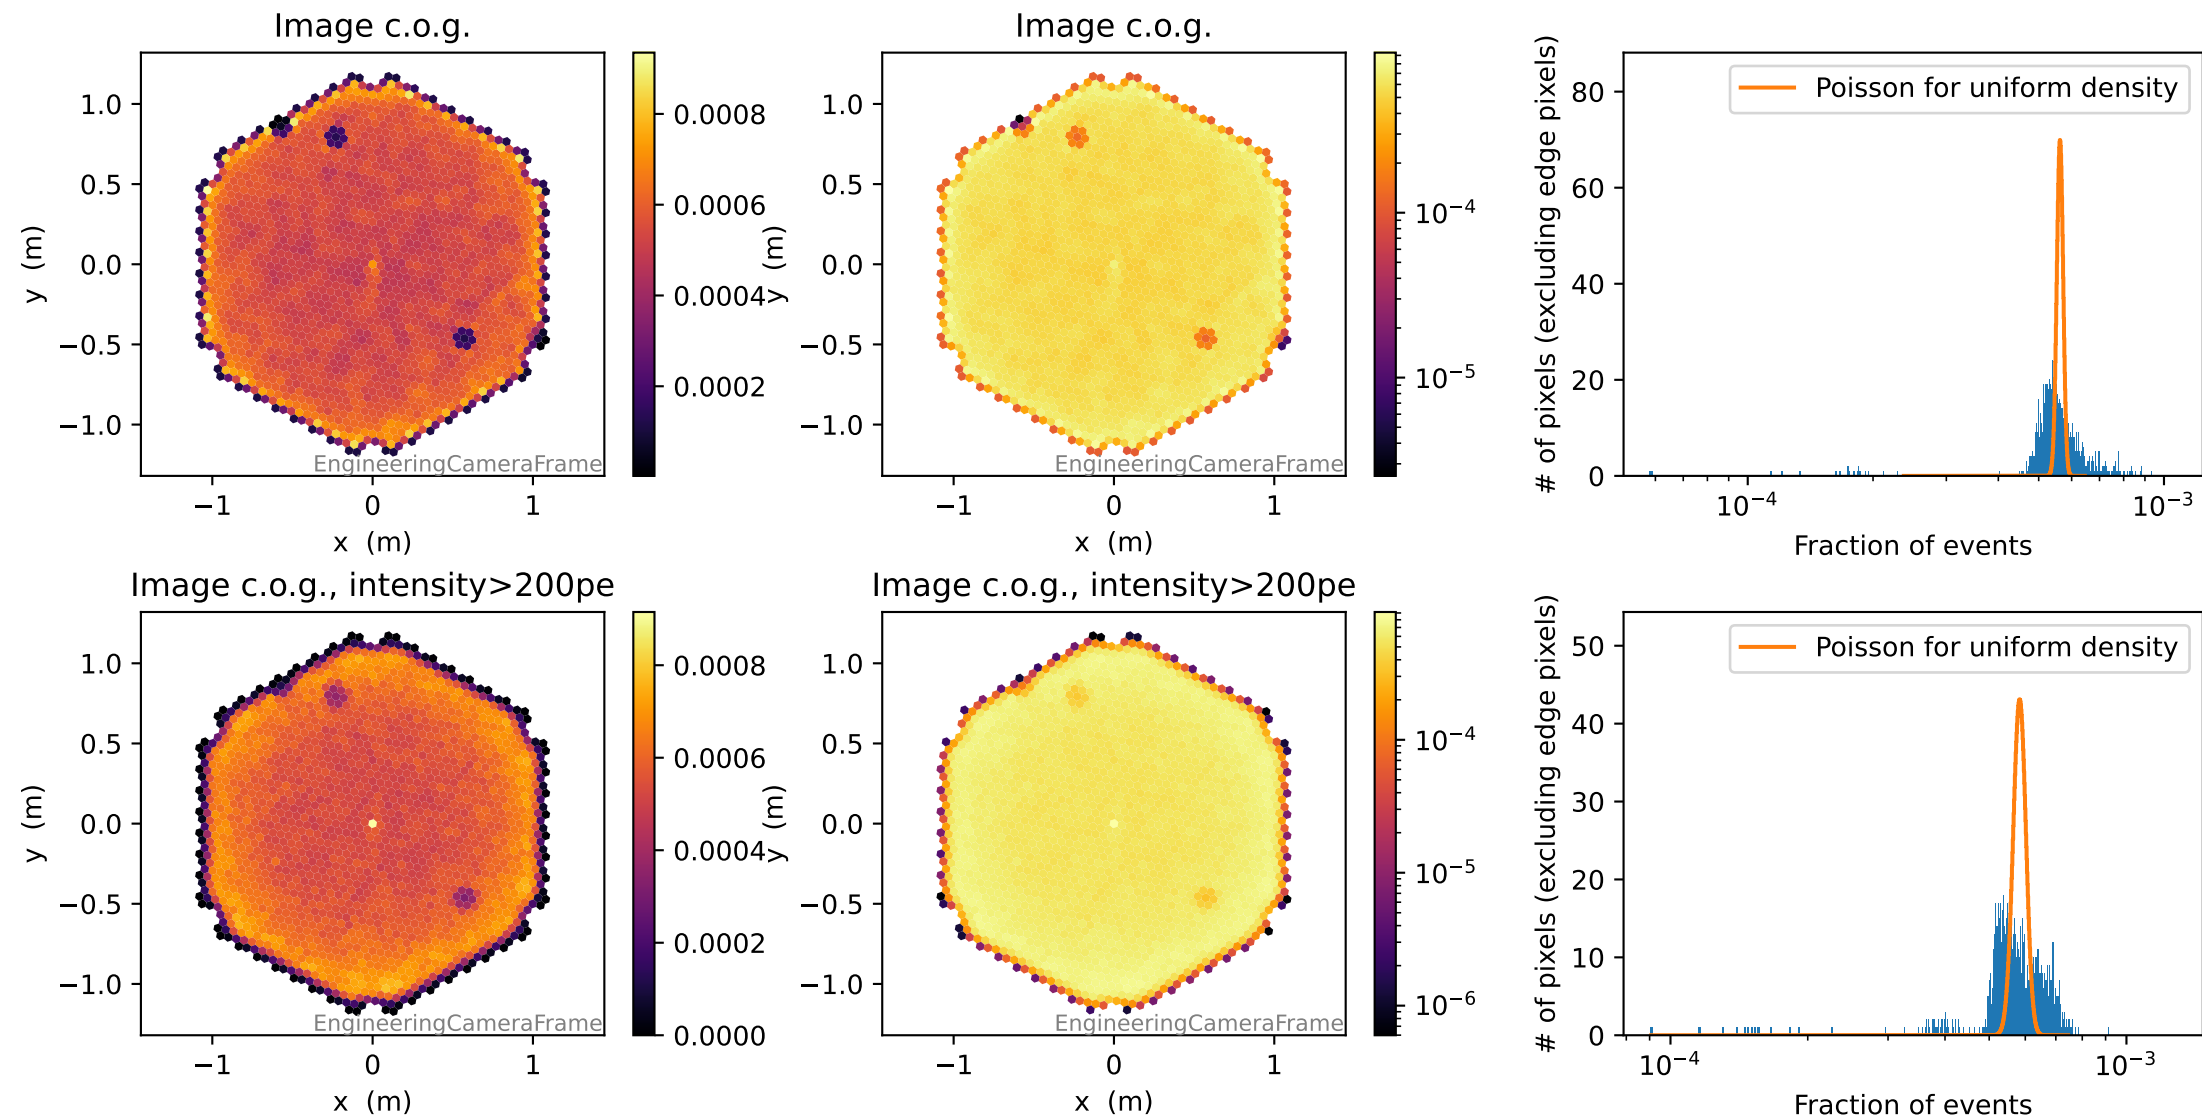 Image c.o.g.
1.0
0.5
0.0
−0.5
−1.0
y (m)
−1
0
1
x (m)
EngineeringCameraFrame
0.0008
0.0006
0.0004
0.0002
Image c.o.g.
1.0
0.5
0.0
−0.5
−1.0
y (m)
−1
0
1
x (m)
EngineeringCameraFrame
10⁻⁴
10⁻⁵
# of pixels (excluding edge pixels)
80
60
40
20
0
Poisson for uniform density
10⁻⁴
10⁻³
Fraction of events
Image c.o.g., intensity>200pe
1.0
0.5
0.0
−0.5
−1.0
y (m)
−1
0
1
x (m)
EngineeringCameraFrame
0.0008
0.0006
0.0004
0.0002
0.0000
Image c.o.g., intensity>200pe
1.0
0.5
0.0
−0.5
−1.0
y (m)
−1
0
1
x (m)
EngineeringCameraFrame
10⁻⁴
10⁻⁵
10⁻⁶
# of pixels (excluding edge pixels)
50
40
30
20
10
0
Poisson for uniform density
10⁻⁴
10⁻³
Fraction of events